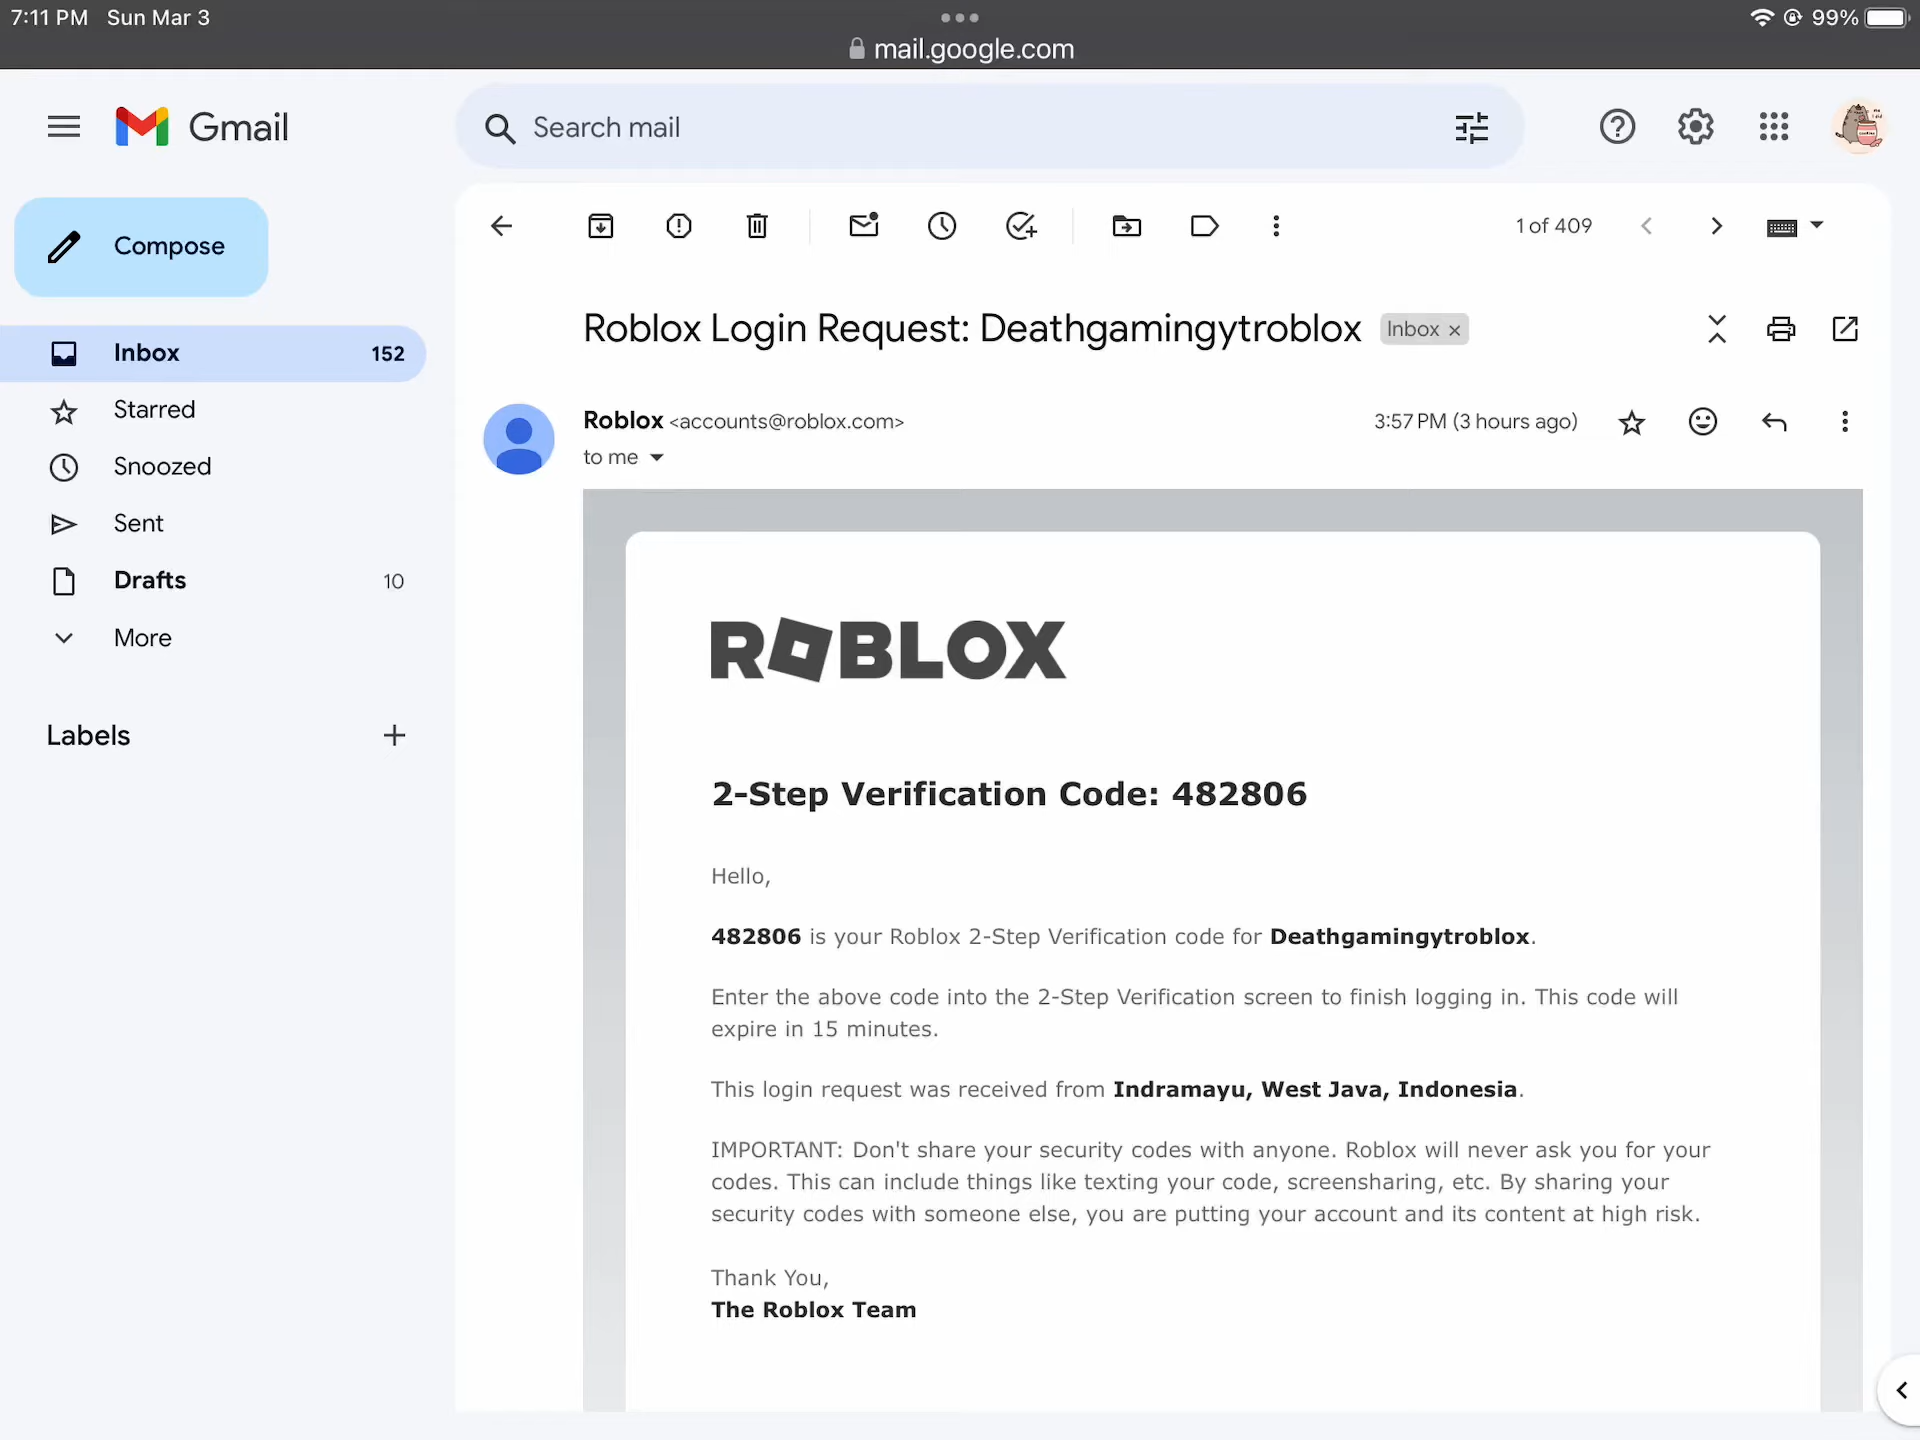 7:11 PM Sun Mar 3
99%
mail.google.com
Gmail
Search mail
Compose
1 of 409
Inbox 152
Starred
Snoozed
Sent
Drafts 10
More
Labels
Roblox Login Request: Deathgamingytroblox Inbox ×
Roblox <accounts@roblox.com> 3:57 PM (3 hours ago)
to me
ROBLOX
2-Step Verification Code: 482806
Hello,
482806 is your Roblox 2-Step Verification code for Deathgamingytroblox.
Enter the above code into the 2-Step Verification screen to finish logging in. This code will
expire in 15 minutes.
This login request was received from Indramayu, West Java, Indonesia.
IMPORTANT: Don't share your security codes with anyone. Roblox will never ask you for your
codes. This can include things like texting your code, screensharing, etc. By sharing your
security codes with someone else, you are putting your account and its content at high risk.
Thank You,
The Roblox Team